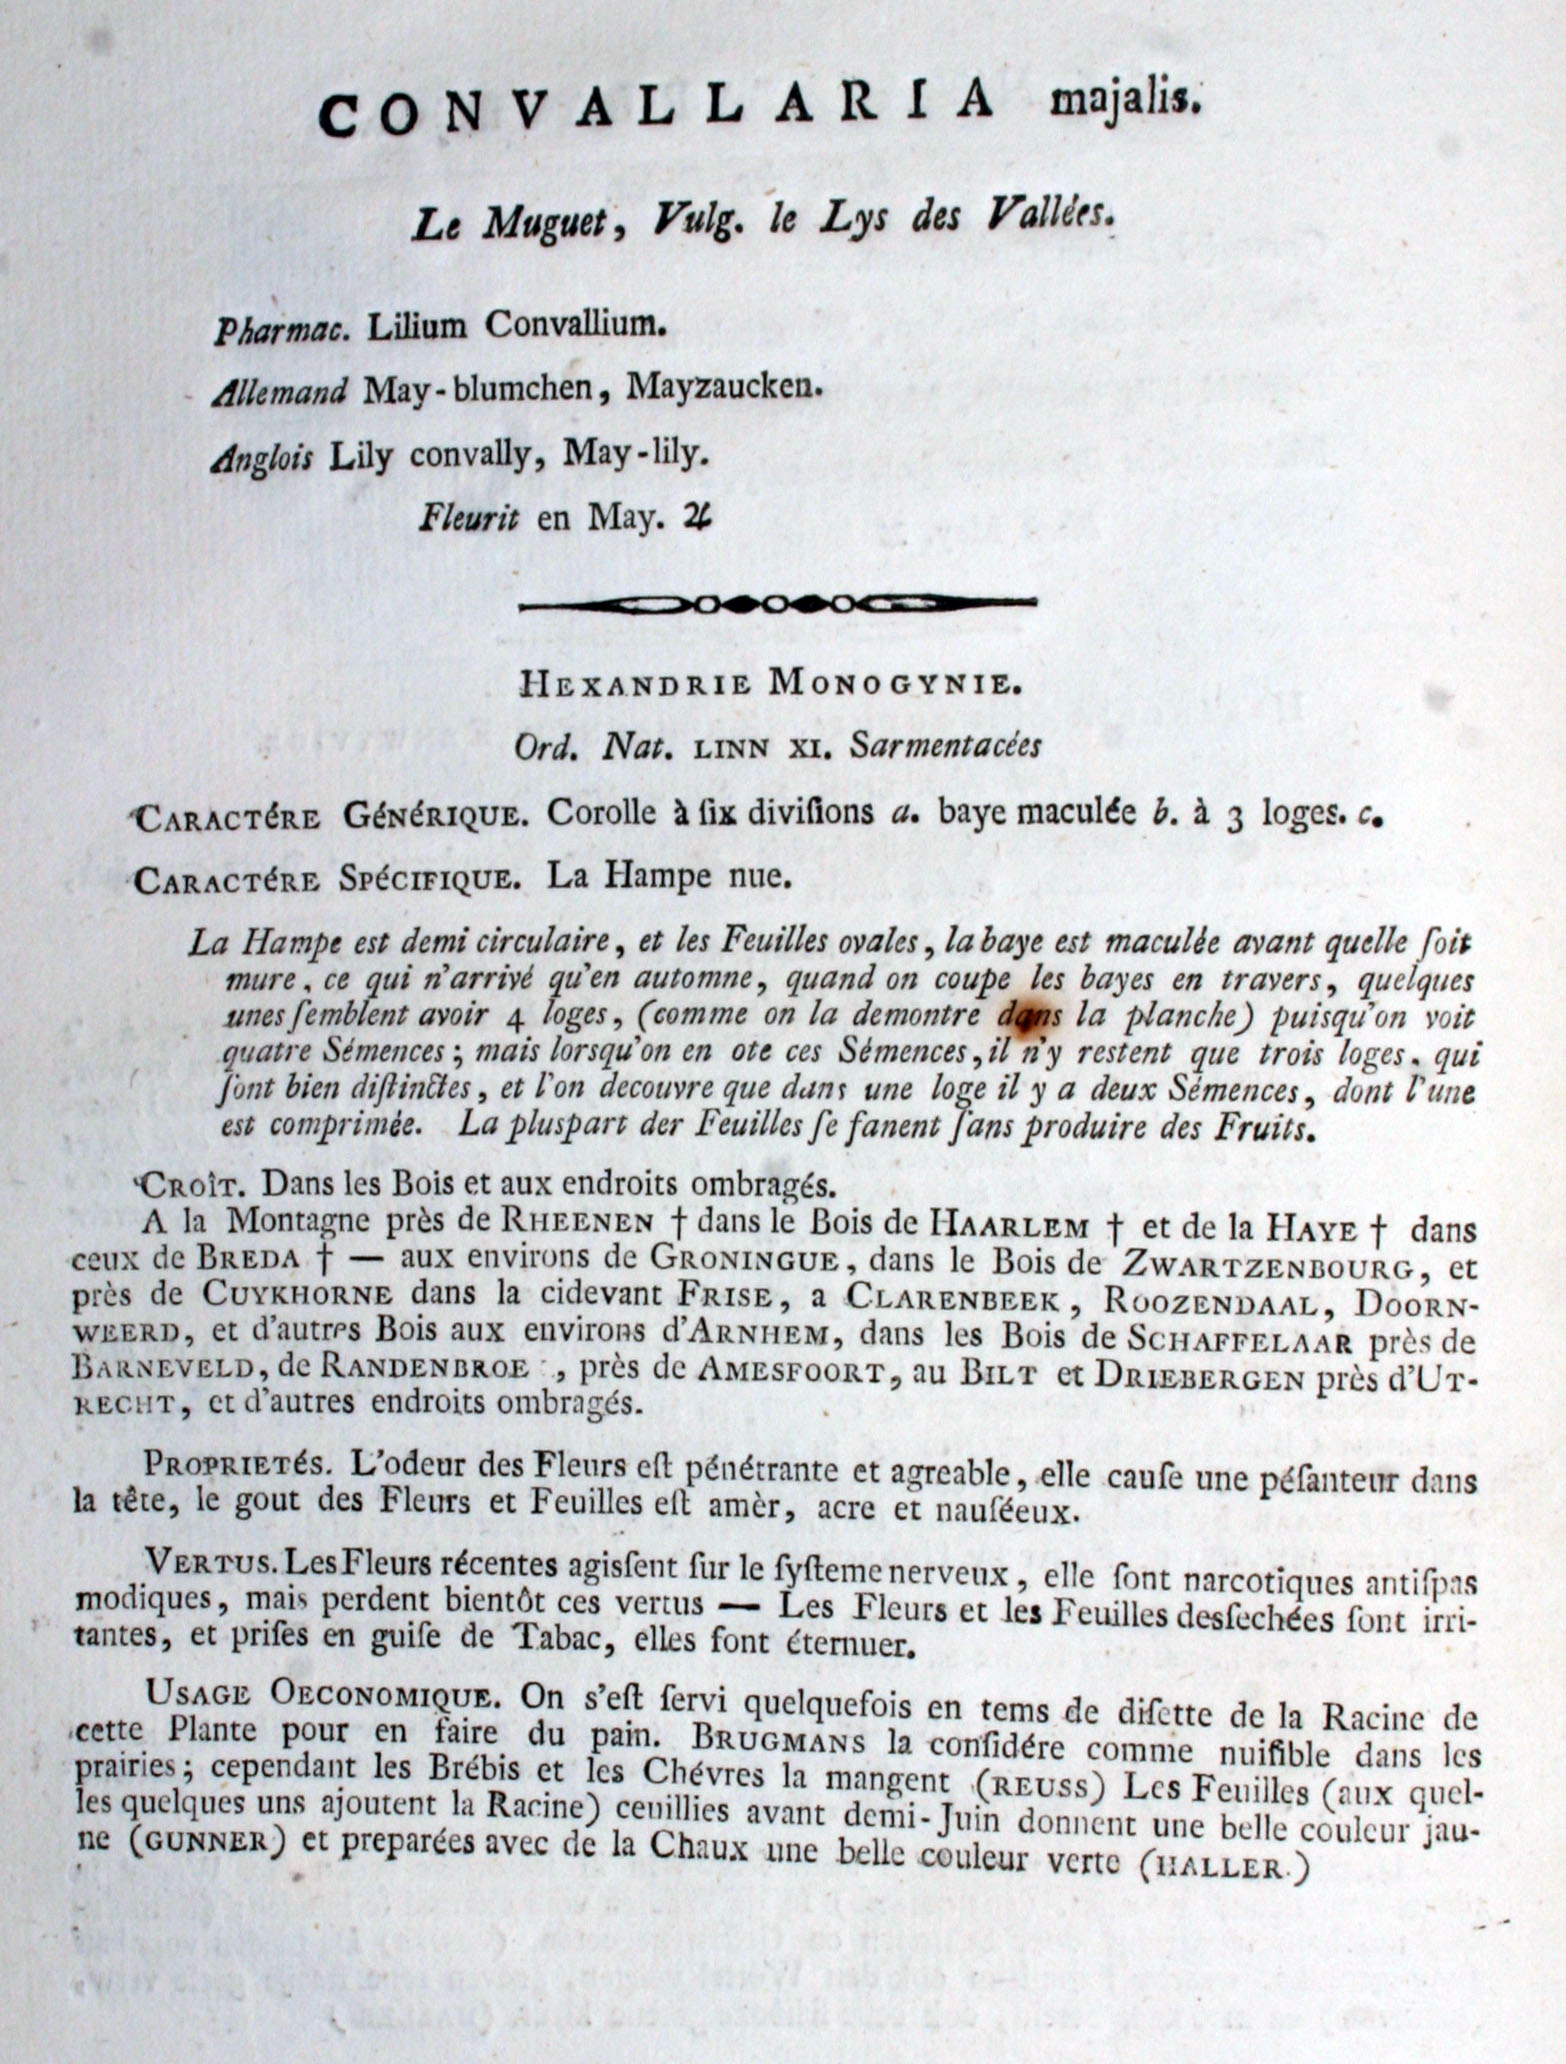 CONVALLARIA majalis.
Le Muguet, Vulg. le Lys des Vallées.
Pharmac. Lilium Convallium.
Allemand May-blumchen, Mayzaucken.
Anglois Lily convally, May-lily.
Fleurit en May. ♃
HEXANDRIE MONOGYNIE.
Ord. Nat. LINN XI. Sarmentacées
CARACTéRE GéNéRIQUE. Corolle à ſix diviſions a. baye maculée b. à 3 loges. c.
CARACTéRE SPéCIFIQUE. La Hampe nue.
La Hampe est demi circulaire, et les Feuilles ovales, la baye est maculée avant quelle ſoit
mure, ce qui n'arrivé qu'en automne, quand on coupe les bayes en travers, quelques
unes ſemblent avoir 4 loges, (comme on la demontre dans la planche) puisqu'on voit
quatre Sémences; mais lorsqu'on en ote ces Sémences, il n'y restent que trois loges, qui
ſont bien diſtinctes, et l'on decouvre que dans une loge il y a deux Sémences, dont l'une
est comprimée. La pluspart der Feuilles ſe fanent ſans produire des Fruits.
CROîT. Dans les Bois et aux endroits ombragés.
A la Montagne près de RHEENEN † dans le Bois de HAARLEM † et de la HAYE † dans
ceux de BREDA † — aux environs de GRONINGUE, dans le Bois de ZWARTZENBOURG, et
près de CUYKHORNE dans la cidevant FRISE, a CLARENBEEK, ROOZENDAAL, DOORN-
WEERD, et d'autres Bois aux environs d'ARNHEM, dans les Bois de SCHAFFELAAR près de
BARNEVELD, de RANDENBROE , près de AMESFOORT, au BILT et DRIEBERGEN près d'UT-
RECHT, et d'autres endroits ombragés.
PROPRIETéS. L'odeur des Fleurs eſt pénétrante et agreable, elle cauſe une péſanteur dans
la tête, le gout des Fleurs et Feuilles eſt amèr, acre et nauſéeux.
VERTUS. Les Fleurs récentes agisſent ſur le ſyſteme nerveux, elle ſont narcotiques antiſpas
modiques, mais perdent bientôt ces vertus — Les Fleurs et les Feuilles desſechées ſont irri-
tantes, et priſes en guiſe de Tabac, elles font éternuer.
USAGE OECONOMIQUE. On s'eſt ſervi quelquefois en tems de diſette de la Racine de
cette Plante pour en faire du pain. BRUGMANS la conſidére comme nuiſible dans les
prairies; cependant les Brébis et les Chévres la mangent (REUSS) Les Feuilles (aux quel-
les quelques uns ajoutent la Racine) ceuillies avant demi-Juin donnent une belle couleur jau-
ne (GUNNER) et preparées avec de la Chaux une belle couleur verte (HALLER.)